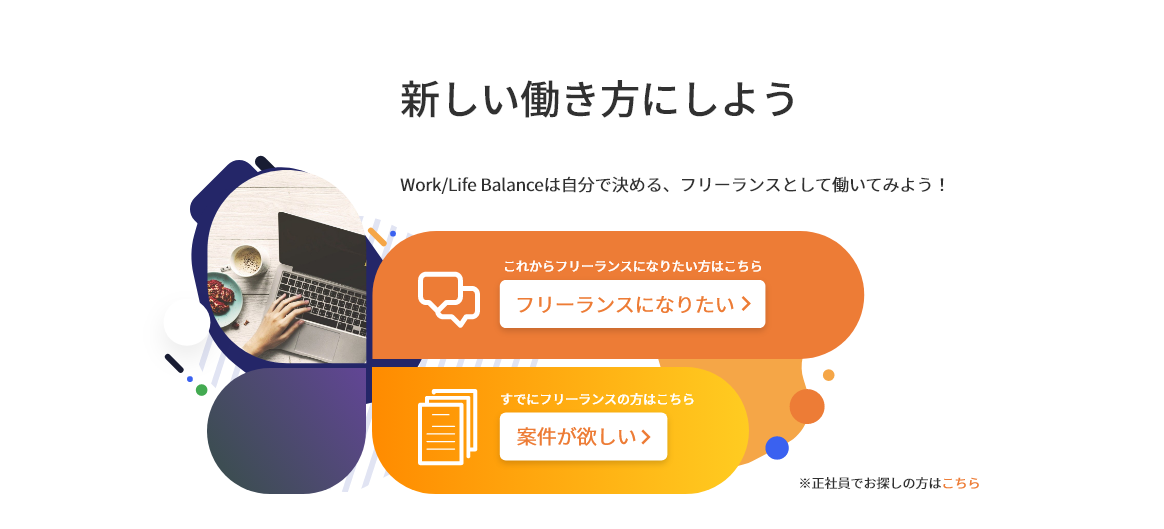 新しい働き方にしよう
Work/Life Balanceは自分で決める、フリーランスとして働いてみよう！
これからフリーランスになりたい方はこちら
フリーランスになりたい
すでにフリーランスの方はこちら
案件が欲しい
※正社員でお探しの方はこちら